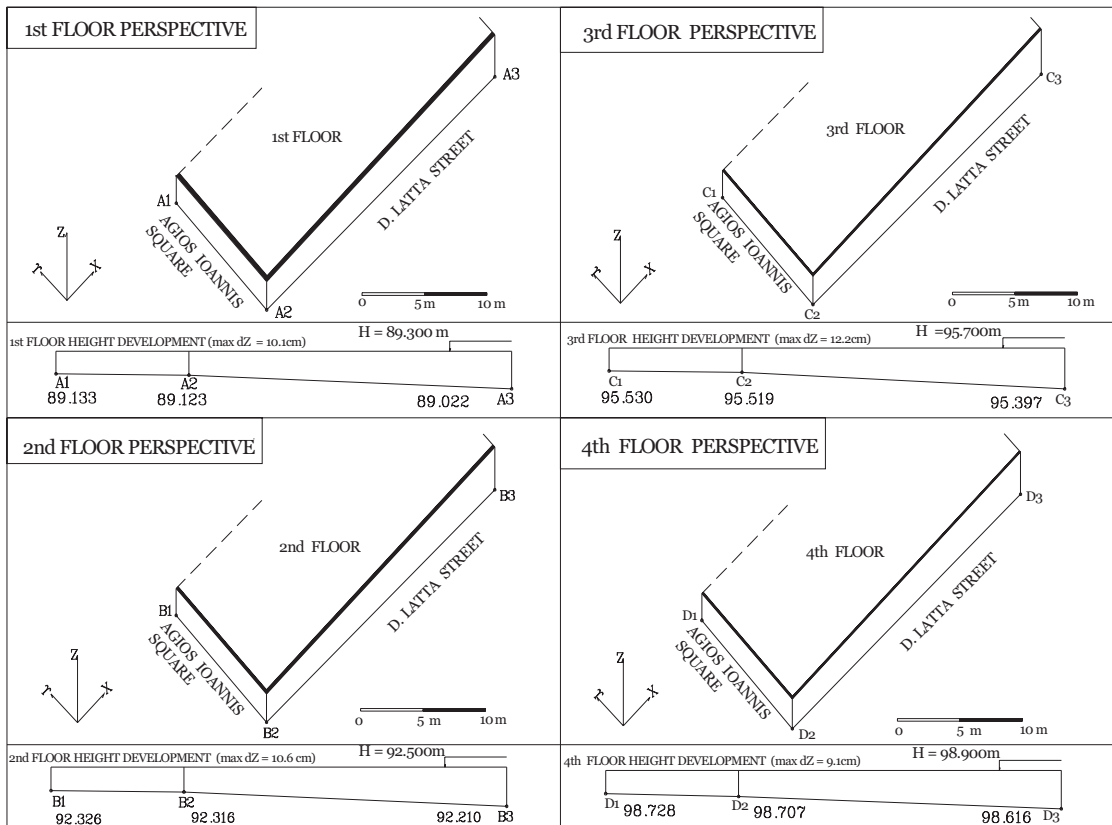 1st FLOOR PERSPECTIVE
A3
1st FLOOR
D. LATTA STREET
A1
AGIOS IOANNIS
SQUARE
Z
r
X
A2
0 5 m 10 m
H = 89.300 m
1st FLOOR HEIGHT DEVELOPMENT (max dZ = 10.1cm)
A1 A2
89.133 89.123 89.022 A3
3rd FLOOR PERSPECTIVE
C3
3rd FLOOR
D. LATTA STREET
C1
AGIOS IOANNIS
SQUARE
Z
r
X
C2
0 5 m 10 m
H =95.700m
3rd FLOOR HEIGHT DEVELOPMENT (max dZ = 12.2cm)
C1 C2
95.530 95.519 95.397 C3
2nd FLOOR PERSPECTIVE
B3
2nd FLOOR
D. LATTA STREET
B1
AGIOS IOANNIS
SQUARE
Z
r
X
B2
0 5 m 10 m
H = 92.500m
2nd FLOOR HEIGHT DEVELOPMENT (max dZ = 10.6 cm)
B1 B2
92.326 92.316 92.210 B3
4th FLOOR PERSPECTIVE
D3
4th FLOOR
D. LATTA STREET
D1
AGIOS IOANNIS
SQUARE
Z
r
X
D2
0 5 m 10 m
H = 98.900m
4th FLOOR HEIGHT DEVELOPMENT (max dZ = 9.1cm)
D1 D2
98.728 98.707 98.616 D3